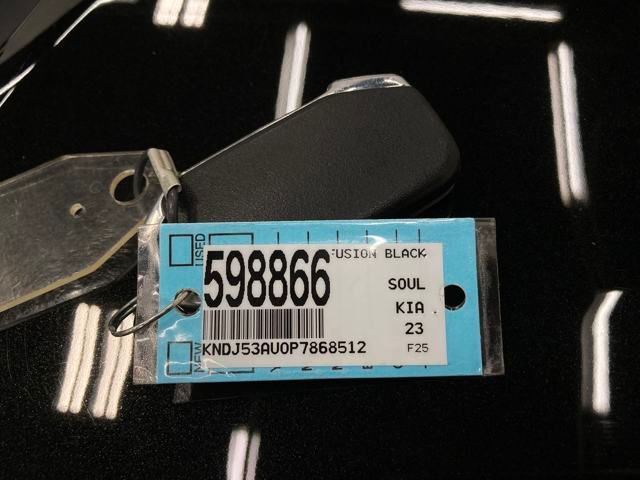 USED
FUSION BLACK
598866
SOUL
KIA
23
KNDJ53AU0P7868512
F25
NEW